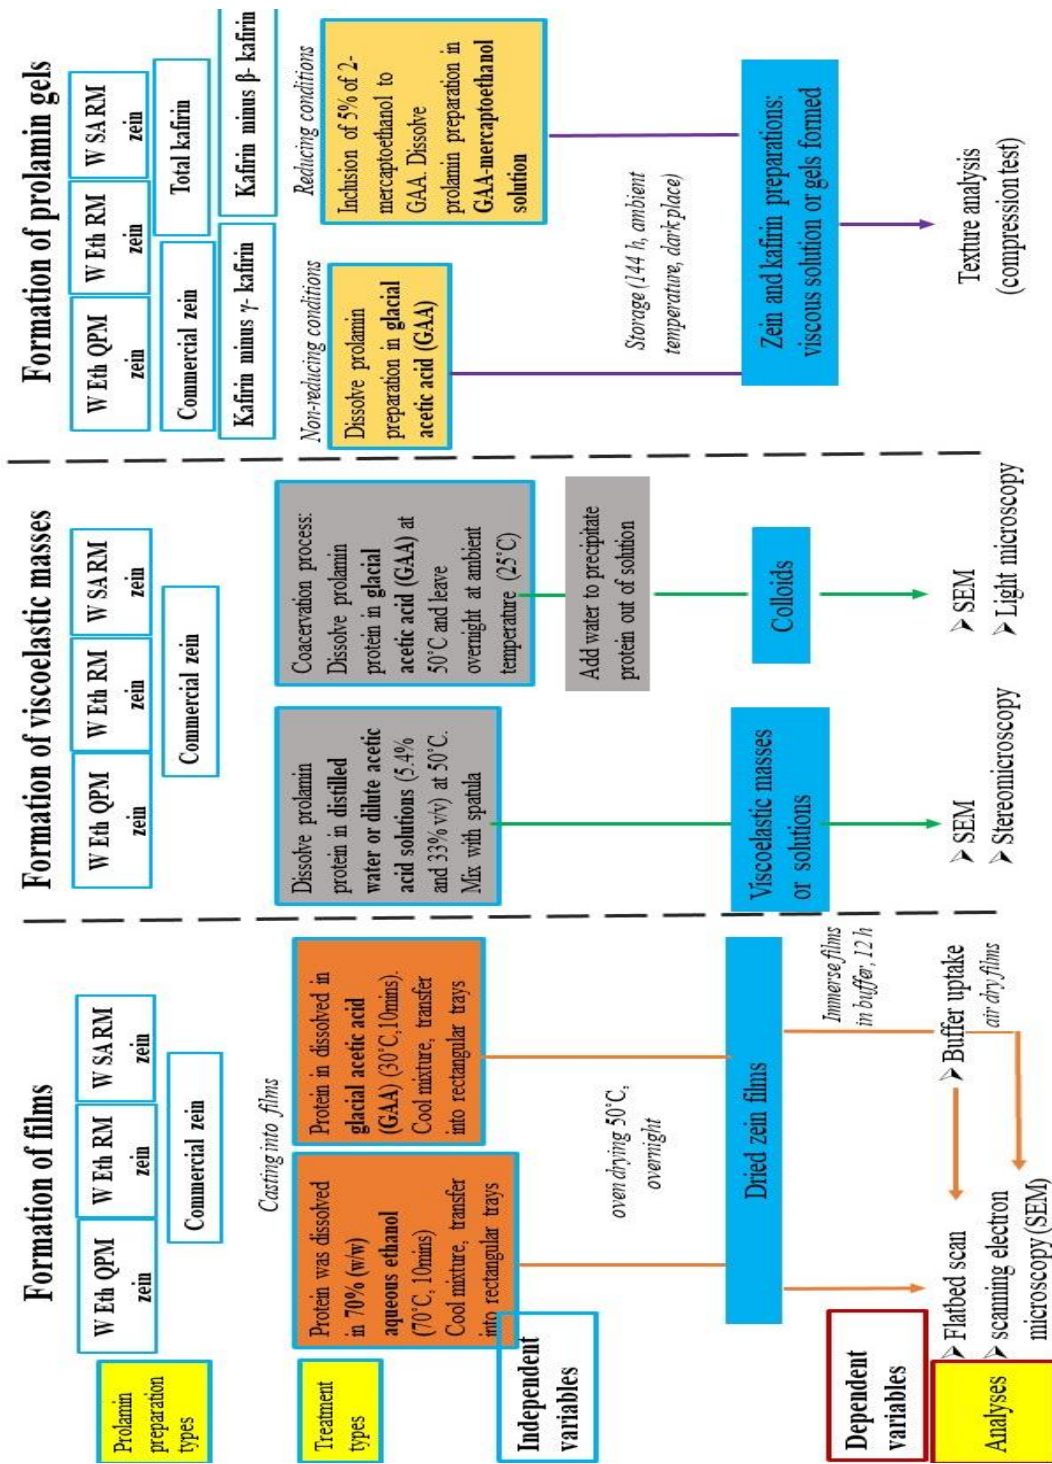 Formation of films
W Eth QPM
zein
W Eth RM
zein
W SARM
zein
Commercial zein
Prolamin
preparation
types
Casting into films
Treatment
types
Protein was dissolved
in 70% (w/w)
aqueous ethanol
(70°C, 10mins)
Cool mixture, transfer
into rectangular trays
Protein in dissolved in
glacial acetic acid
(GAA) (30°C,10mins).
Cool mixture, transfer
into rectangular trays
Independent
variables
oven drying 50°C,
overnight
Dried zein films
Immerse films
in buffer, 12 h
Dependent
variables
Analyses
➤ Flatbed scan
➤ scanning electron
microscopy (SEM)
➤ Buffer uptake
air dry films
Formation of viscoelastic masses
W Eth QPM
zein
W Eth RM
zein
W SARM
zein
Commercial zein
Dissolve prolamin
protein in distilled
water or dilute acetic
acid solutions (5.4%
and 33% v/v) at 50°C.
Mix with spatula
Coacervation process:
Dissolve prolamin
protein in glacial
acetic acid (GAA) at
50°C and leave
overnight at ambient
temperature (25°C)
Add water to precipitate
protein out of solution
Viscoelastic masses
or solutions
Colloids
➤ SEM
➤ Stereomicroscopy
➤ SEM
➤ Light microscopy
Formation of prolamin gels
W Eth QPM
zein
W Eth RM
zein
W SARM
zein
Commercial zein
Total kafirin
Kafirin minus γ- kafirin
Kafirin minus β- kafirin
Non-reducing conditions
Dissolve prolamin
preparation in glacial
acetic acid (GAA)
Reducing conditions
Inclusion of 5% of 2-
mercaptoethanol to
GAA. Dissolve
prolamin preparation in
GAA-mercaptoethanol
solution
Storage (144 h, ambient
temperature, dark place)
Zein and kafirin preparations:
viscous solution or gels formed
Texture analysis
(compression test)